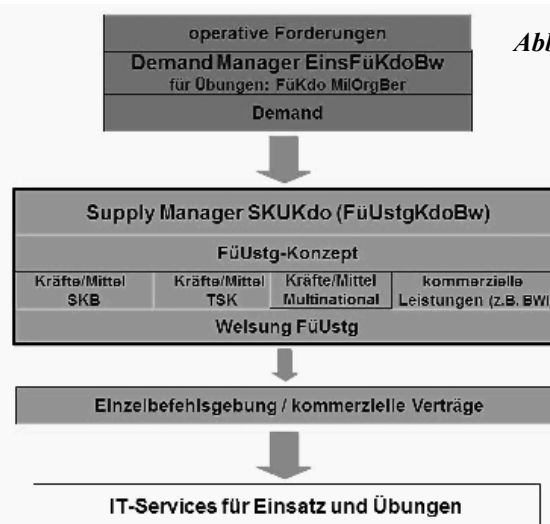 operative Forderungen
Abb
Demand Manager EinsFüKdoBw
für Übungen: FüKdo MilOrgBer
Demand
Supply Manager SKUKdo (FüUstgKdoBw)
FüUstg-Konzept
Kräfte/Mittel SKB
Kräfte/Mittel TSK
Kräfte/Mittel Multinational
kommerzielle Leistungen (z.B. BWI
Weisung FüUstg
Einzelbefehlsgebung / kommerzielle Verträge
IT-Services für Einsatz und Übungen